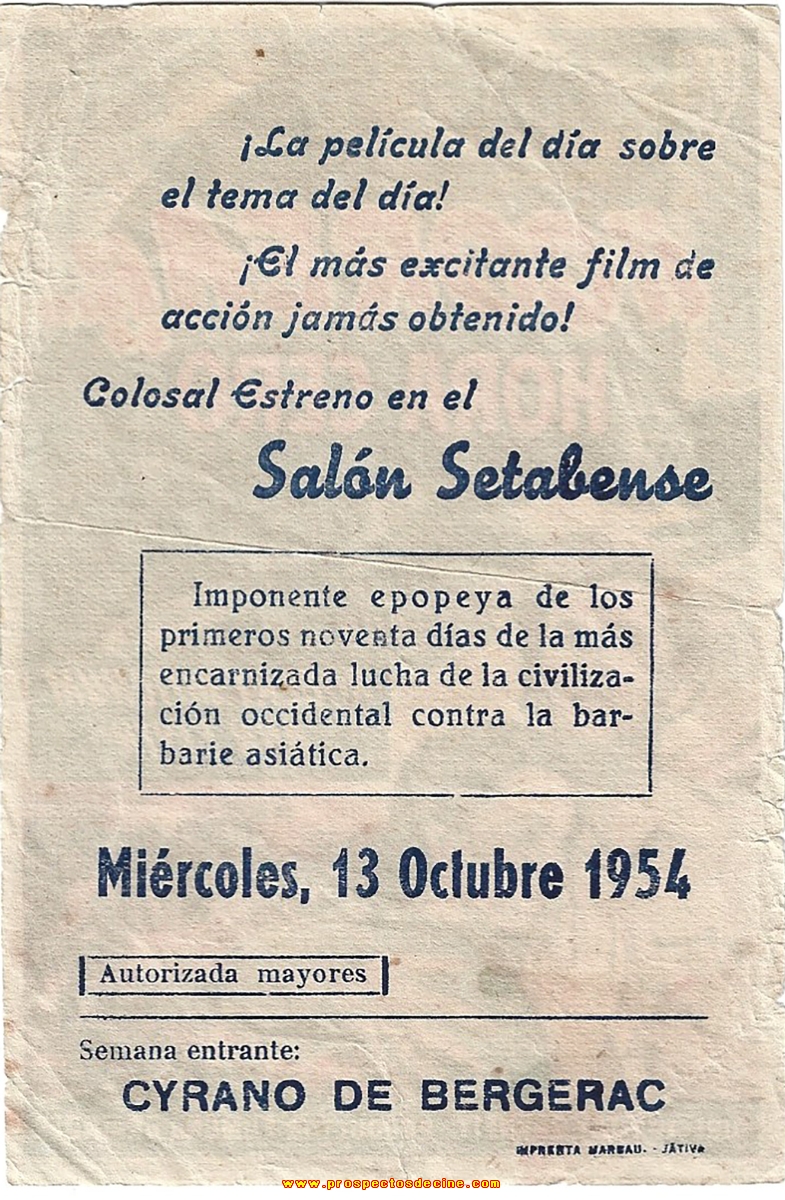 ¡La película del día sobre
el tema del día!
¡El más excitante film de
acción jamás obtenido!
Colosal Estreno en el
Salón Setabense
Imponente epopeya de los
primeros noventa días de la más
encarnizada lucha de la civiliza-
ción occidental contra la bar-
barie asiática.
Miércoles, 13 Octubre 1954
Autorizada mayores
Semana entrante:
CYRANO DE BERGERAC
IMPRENTA MAREAU. - JÁTIVA
www.prospectosdecine.com